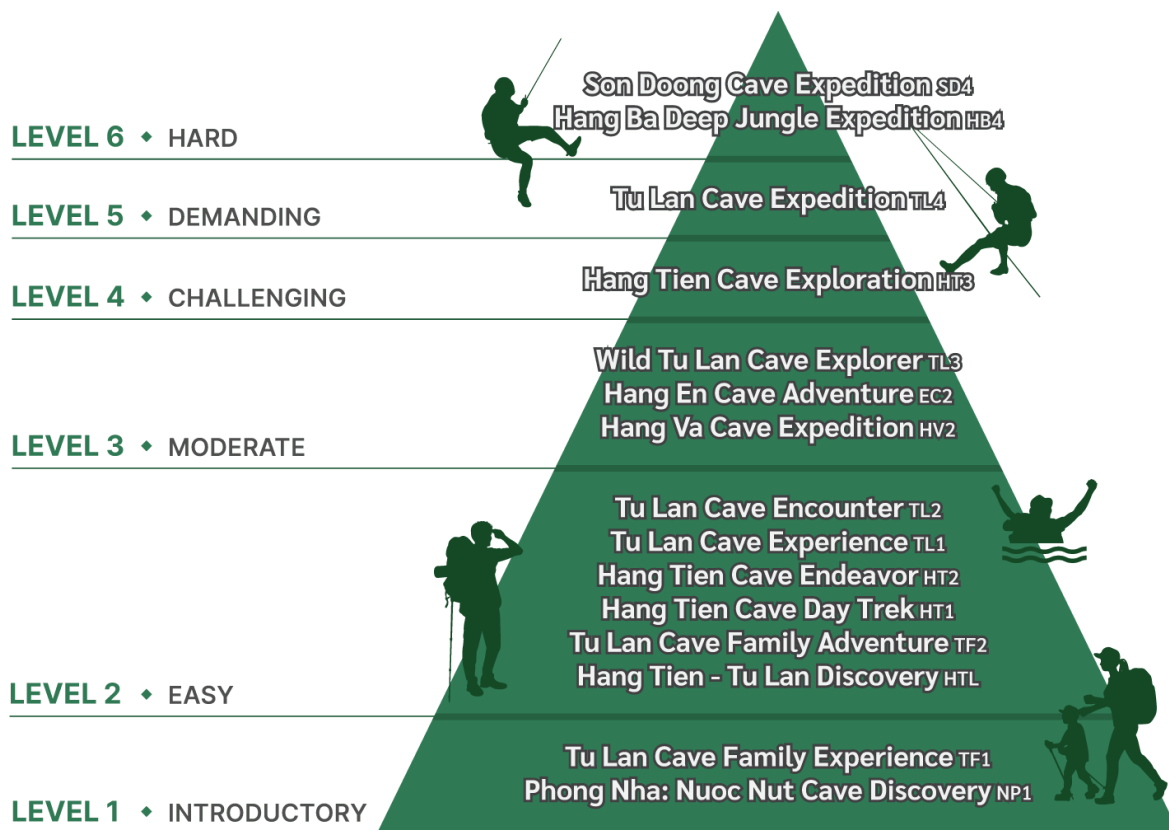 Son Doong Cave Expedition SD4
Hang Ba Deep Jungle Expedition HB4
LEVEL 6 ◆ HARD
Tu Lan Cave Expedition TL4
LEVEL 5 ◆ DEMANDING
Hang Tien Cave Exploration HT3
LEVEL 4 ◆ CHALLENGING
Wild Tu Lan Cave Explorer TL3
Hang En Cave Adventure EC2
Hang Va Cave Expedition HV2
LEVEL 3 ◆ MODERATE
Tu Lan Cave Encounter TL2
Tu Lan Cave Experience TL1
Hang Tien Cave Endeavor HT2
Hang Tien Cave Day Trek HT1
Tu Lan Cave Family Adventure TF2
Hang Tien - Tu Lan Discovery HTL
LEVEL 2 ◆ EASY
Tu Lan Cave Family Experience TF1
Phong Nha: Nuoc Nut Cave Discovery NP1
LEVEL 1 ◆ INTRODUCTORY